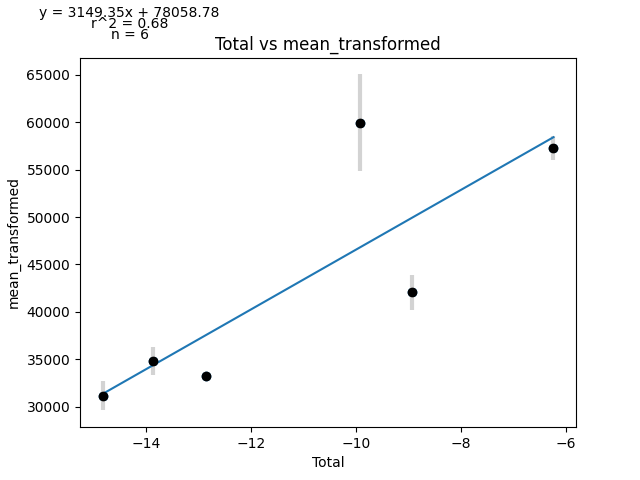 y = 3149.35x + 78058.78
r^2 = 0.68
n = 6
Total vs mean_transformed
65000
60000
55000
50000
45000
40000
35000
30000
mean_transformed
−14
−12
−10
−8
−6
Total